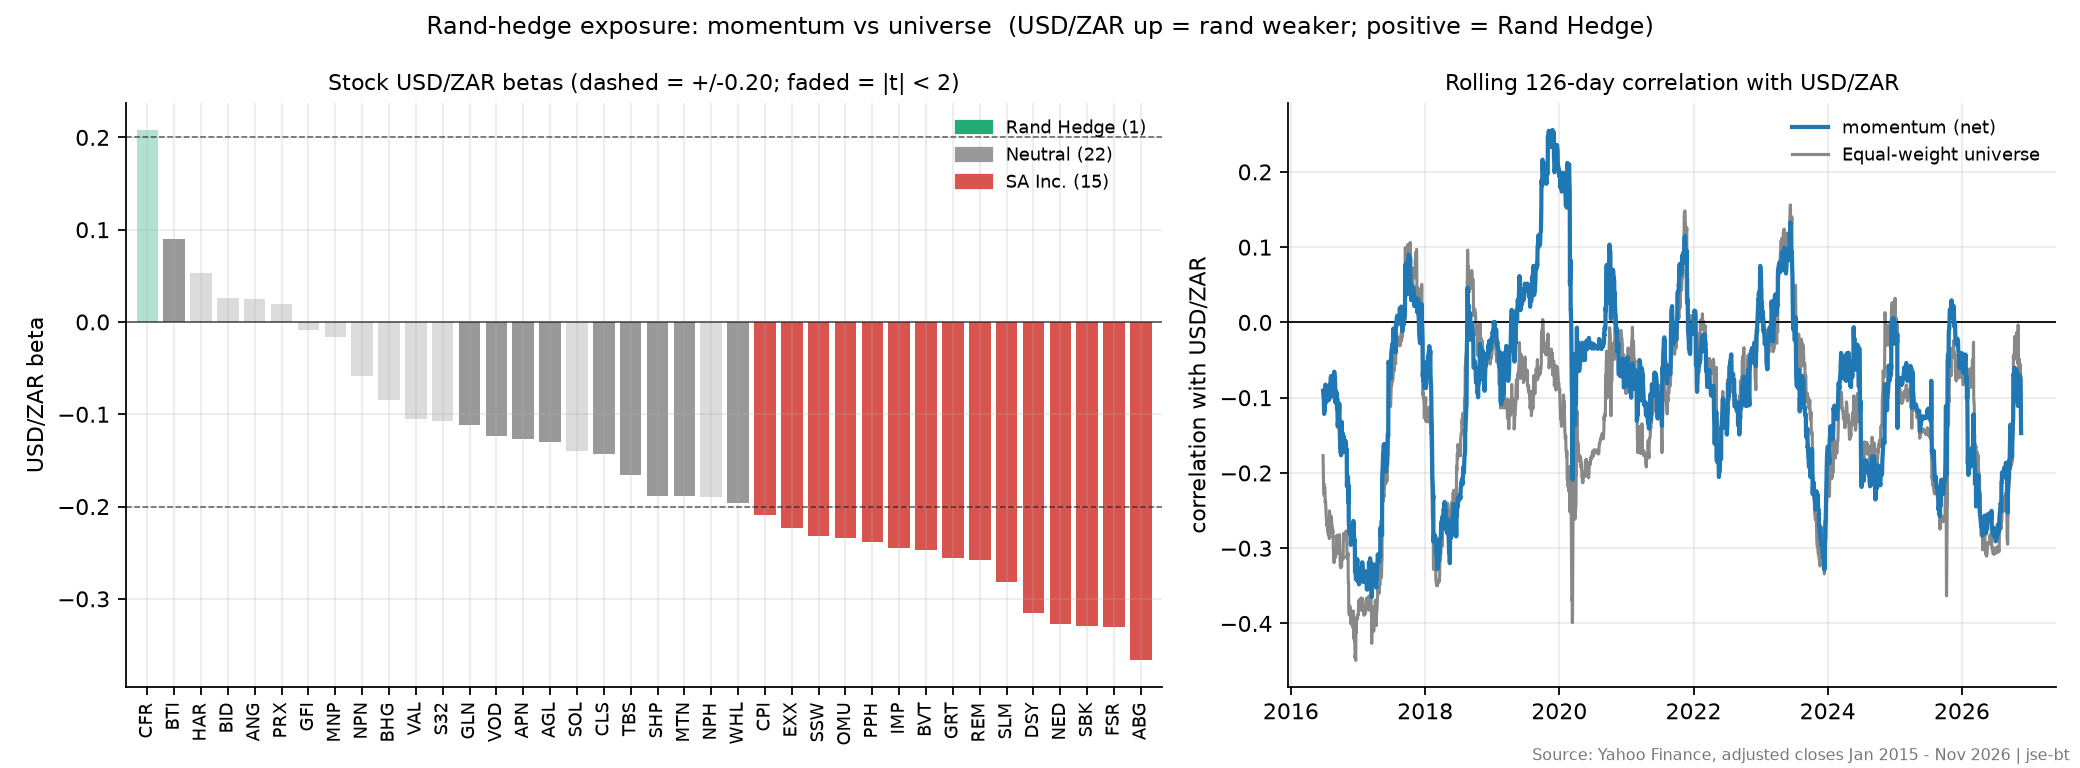 Rand-hedge exposure: momentum vs universe  (USD/ZAR up = rand weaker; positive = Rand Hedge)
Stock USD/ZAR betas (dashed = +/-0.20; faded = |t| < 2)
USD/ZAR beta
0.2
0.1
0.0
−0.1
−0.2
−0.3
Rand Hedge (1)
Neutral (22)
SA Inc. (15)
CFR
BTI
HAR
BID
ANG
PRX
GFI
MNP
NPN
BHG
VAL
S32
GLN
VOD
APN
AGL
SOL
CLS
TBS
SHP
MTN
NPH
WHL
CPI
EXX
SSW
OMU
PPH
IMP
BVT
GRT
REM
SLM
DSY
NED
SBK
FSR
ABG
Rolling 126-day correlation with USD/ZAR
correlation with USD/ZAR
0.2
0.1
0.0
−0.1
−0.2
−0.3
−0.4
momentum (net)
Equal-weight universe
2016
2018
2020
2022
2024
2026
Source: Yahoo Finance, adjusted closes Jan 2015 - Nov 2026 | jse-bt